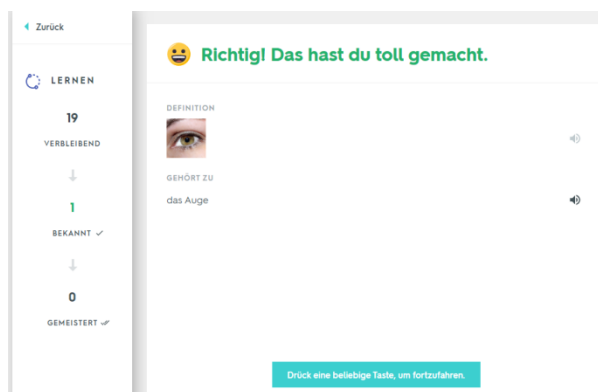 Zurück
LERNEN
19
VERBLEIBEND
1
BEKANNT
0
GEMEISTERT
Richtig! Das hast du toll gemacht.
DEFINITION
GEHÖRT ZU
das Auge
Drück eine beliebige Taste, um fortzufahren.